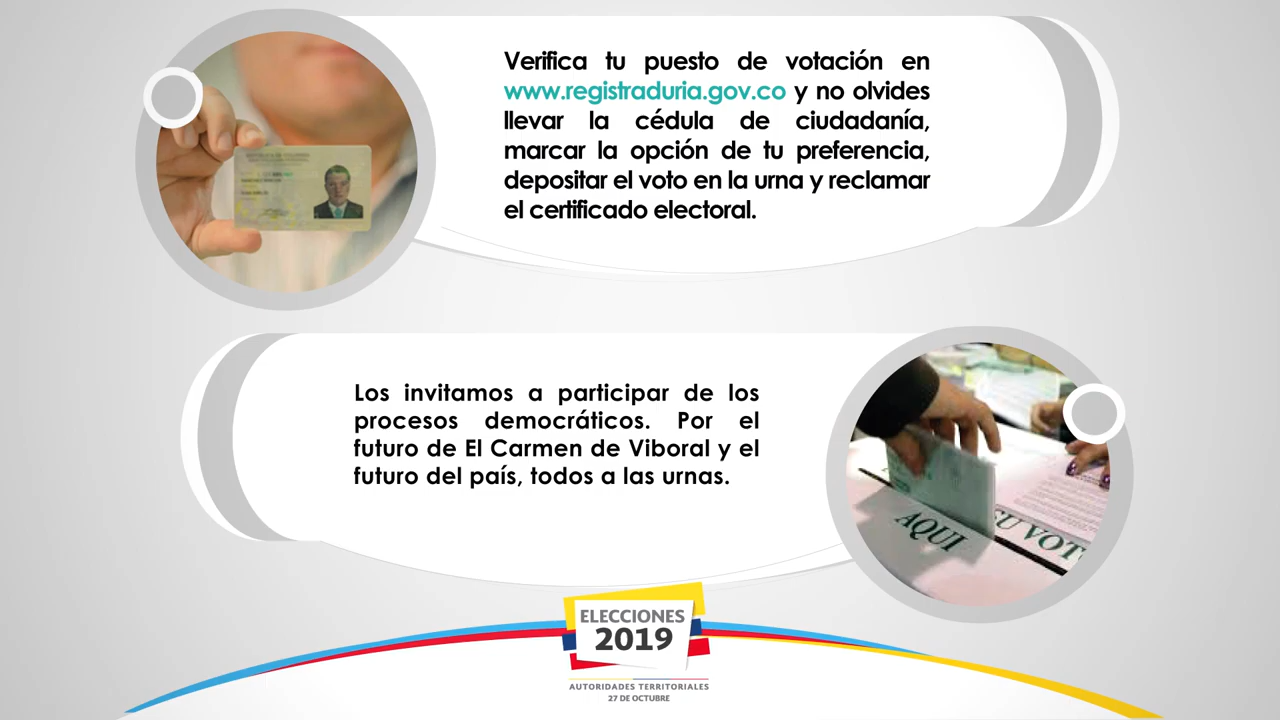 Verifica tu puesto de votación en
www.registraduria.gov.co y no olvides
llevar la cédula de ciudadanía,
marcar la opción de tu preferencia,
depositar el voto en la urna y reclamar
el certificado electoral.
Los invitamos a participar de los
procesos democráticos. Por el
futuro de El Carmen de Viboral y el
futuro del país, todos a las urnas.
AQUI
SU VOT
ELECCIONES
2019
AUTORIDADES TERRITORIALES
27 DE OCTUBRE